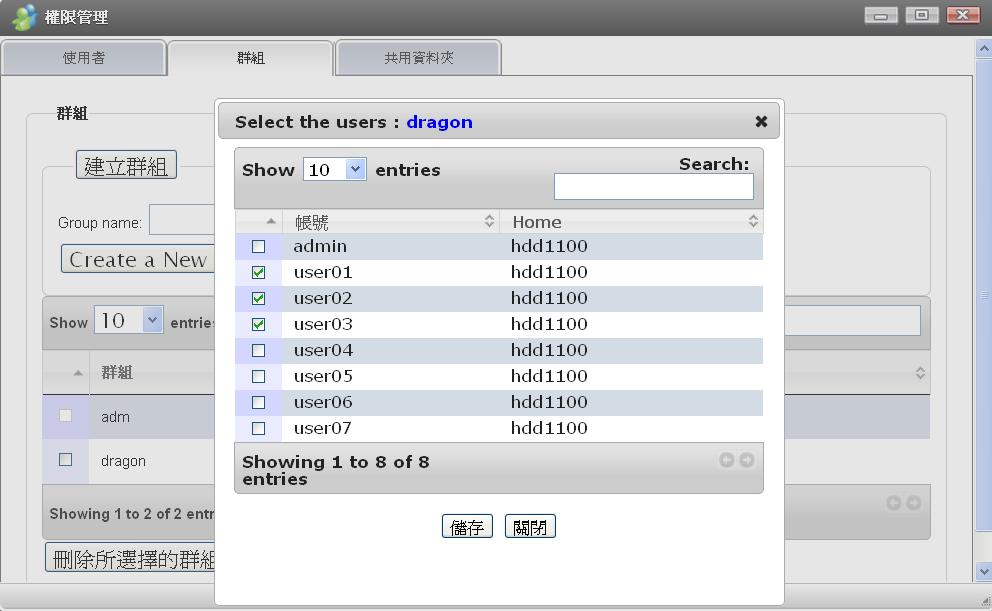 權限管理
使用者
群組
共用資料夾
群組
建立群組
Group name:
Create a New
Show 10 entries
群組
adm
dragon
Showing 1 to 2 of 2 entr
刪除所選擇的群組
Select the users : dragon
Show 10 entries
Search:
帳號 Home
admin hdd1100
user01 hdd1100
user02 hdd1100
user03 hdd1100
user04 hdd1100
user05 hdd1100
user06 hdd1100
user07 hdd1100
Showing 1 to 8 of 8
entries
儲存 關閉